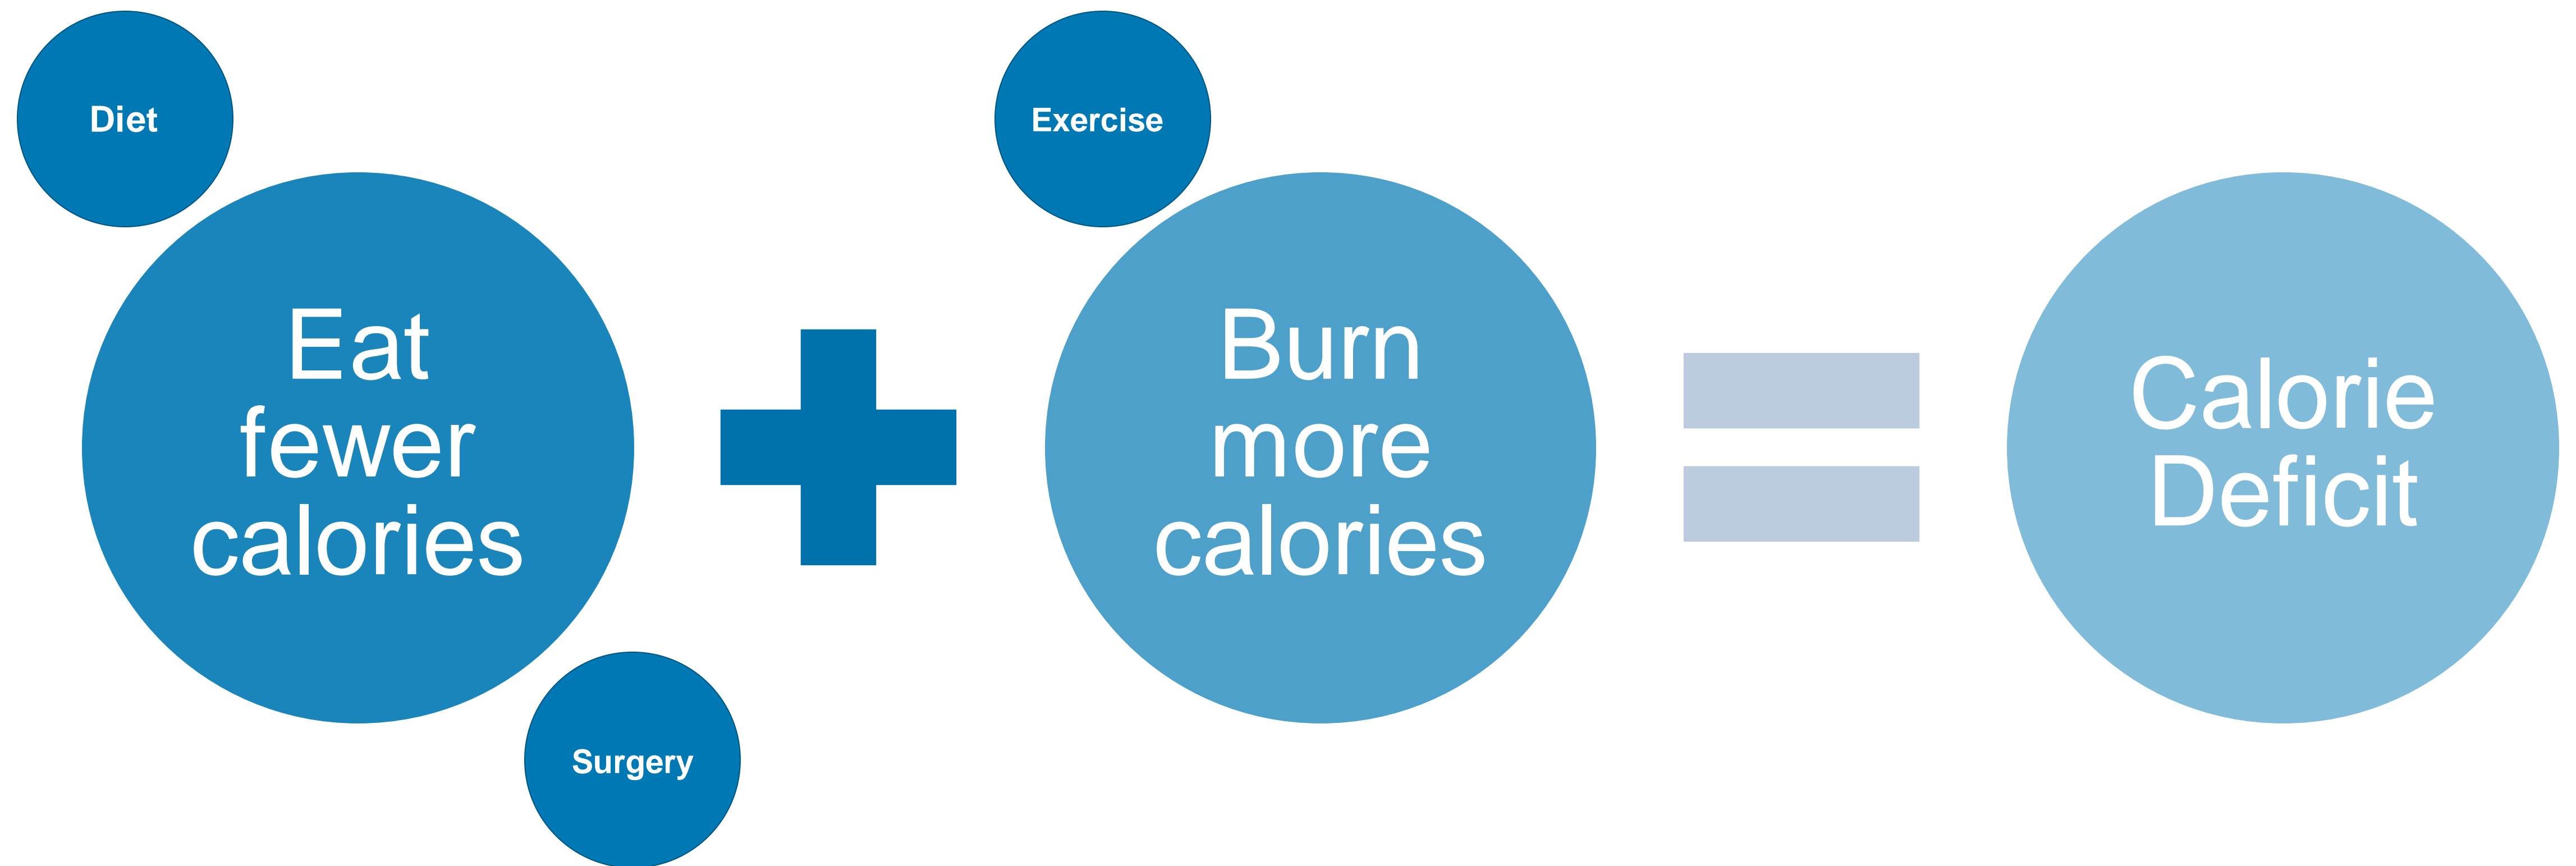 Diet
Eat
fewer
calories
Surgery
Exercise
Burn
more
calories
Calorie
Deficit